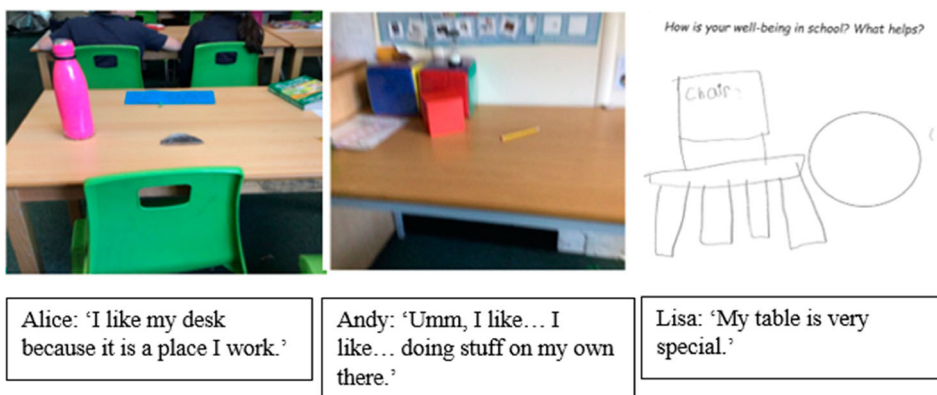 How is your well-being in school? What helps?
Chair
Alice: ‘I like my desk
because it is a place I work.’
Andy: ‘Umm, I like… I
like… doing stuff on my own
there.’
Lisa: ‘My table is very
special.’